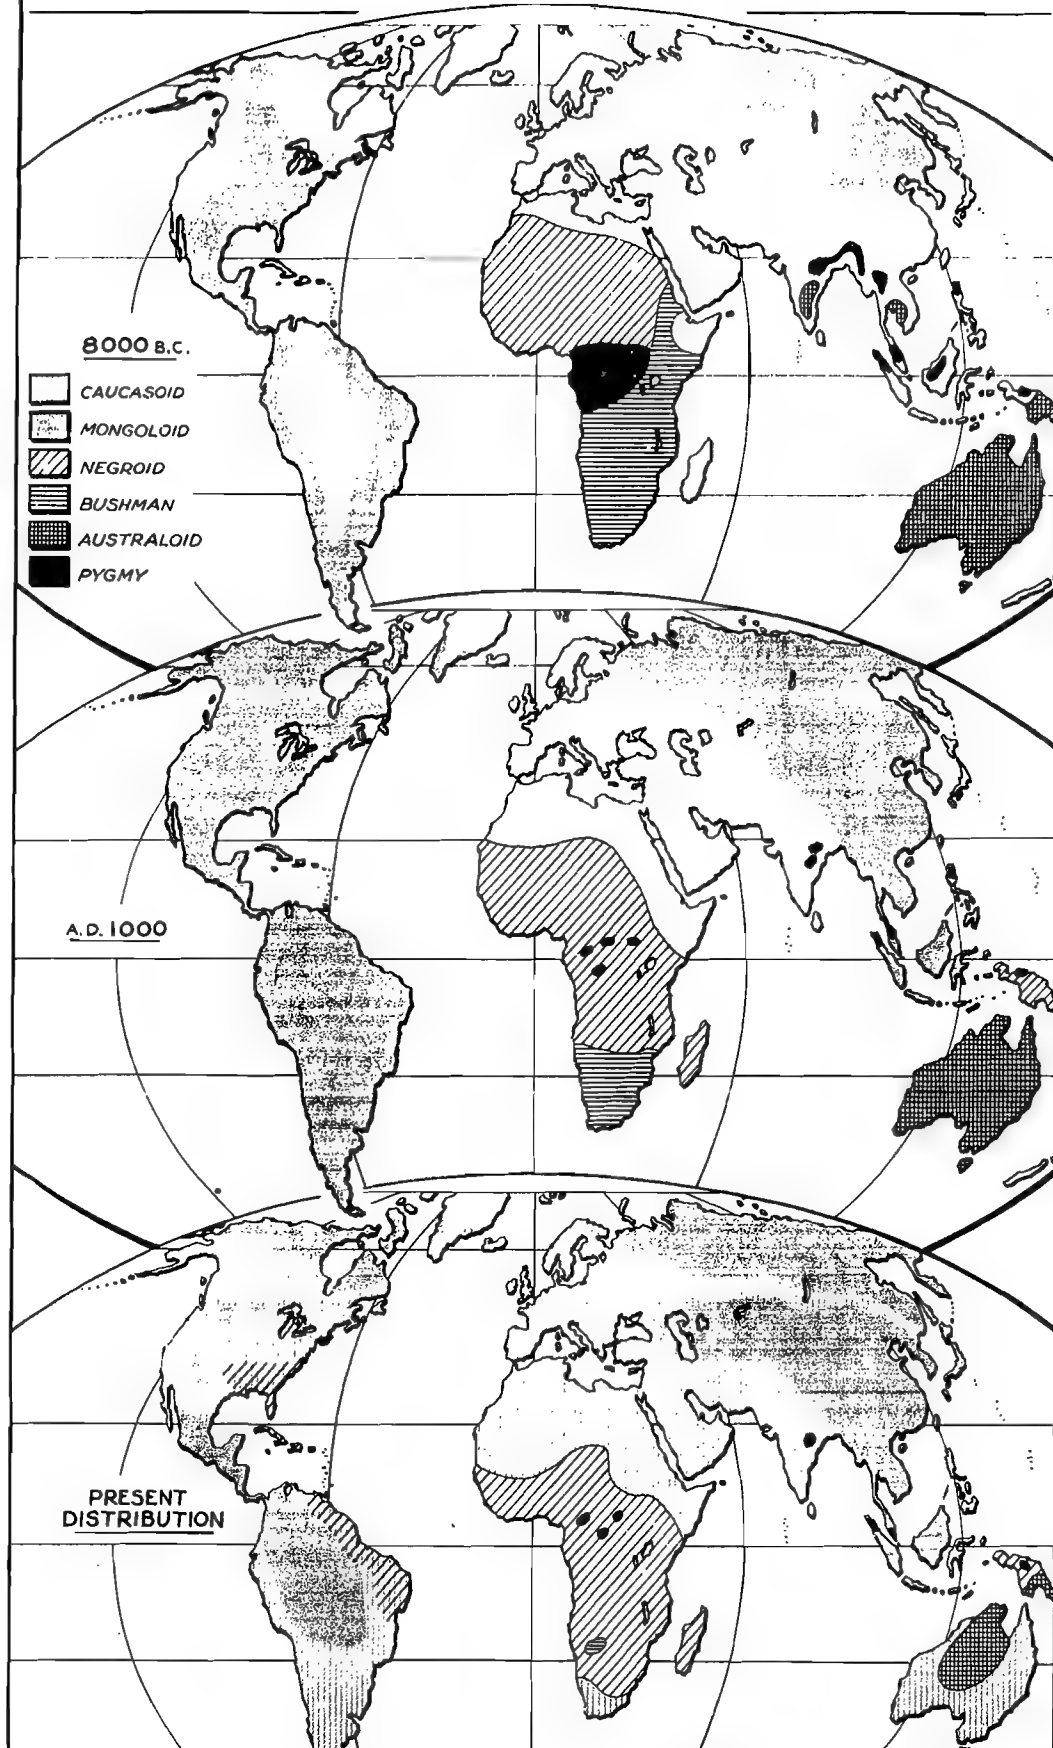 8000 B.C.
CAUCASOID
MONGOLOID
NEGROID
BUSHMAN
AUSTRALOID
PYGMY
A.D. 1000
PRESENT
DISTRIBUTION